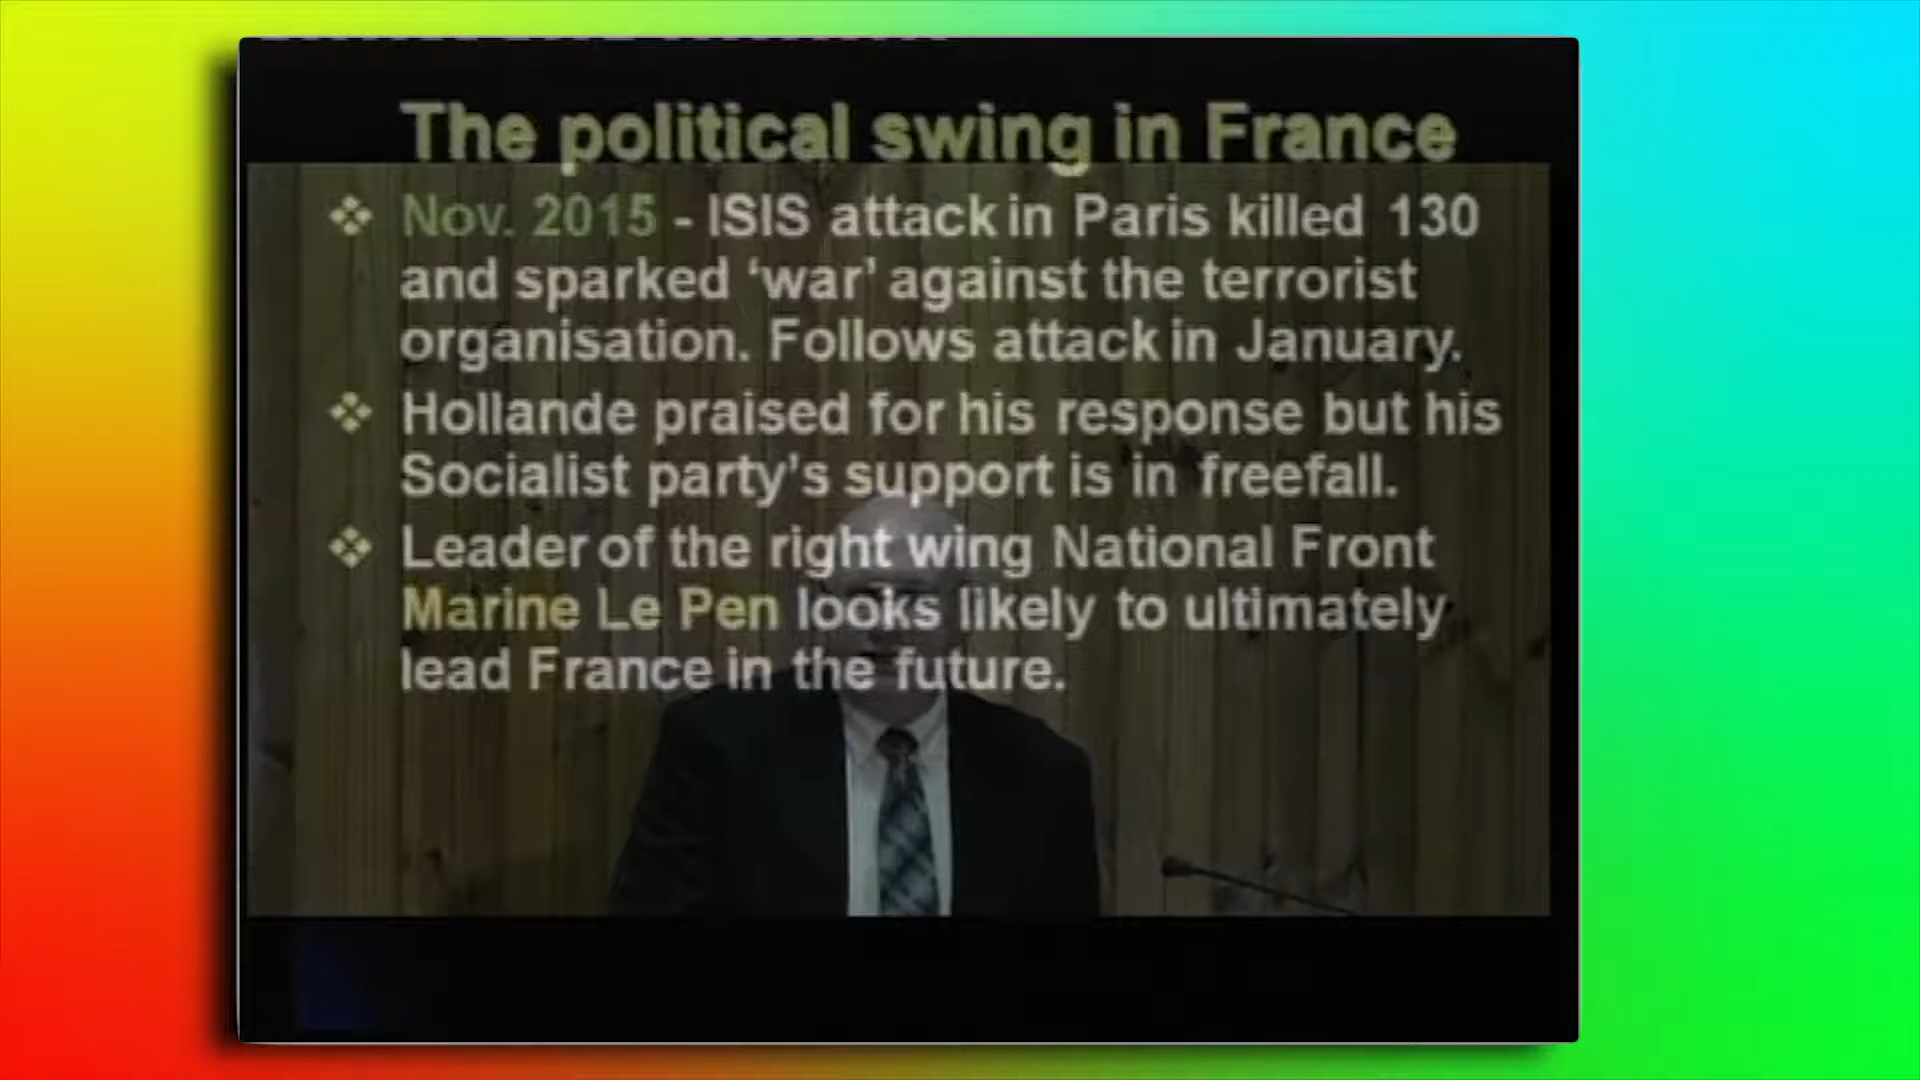 The political swing in France
❖ Nov. 2015 - ISIS attack in Paris killed 130
and sparked ‘war’ against the terrorist
organisation. Follows attack in January.
❖ Hollande praised for his response but his
Socialist party’s support is in freefall.
❖ Leader of the right wing National Front
Marine Le Pen looks likely to ultimately
lead France in the future.